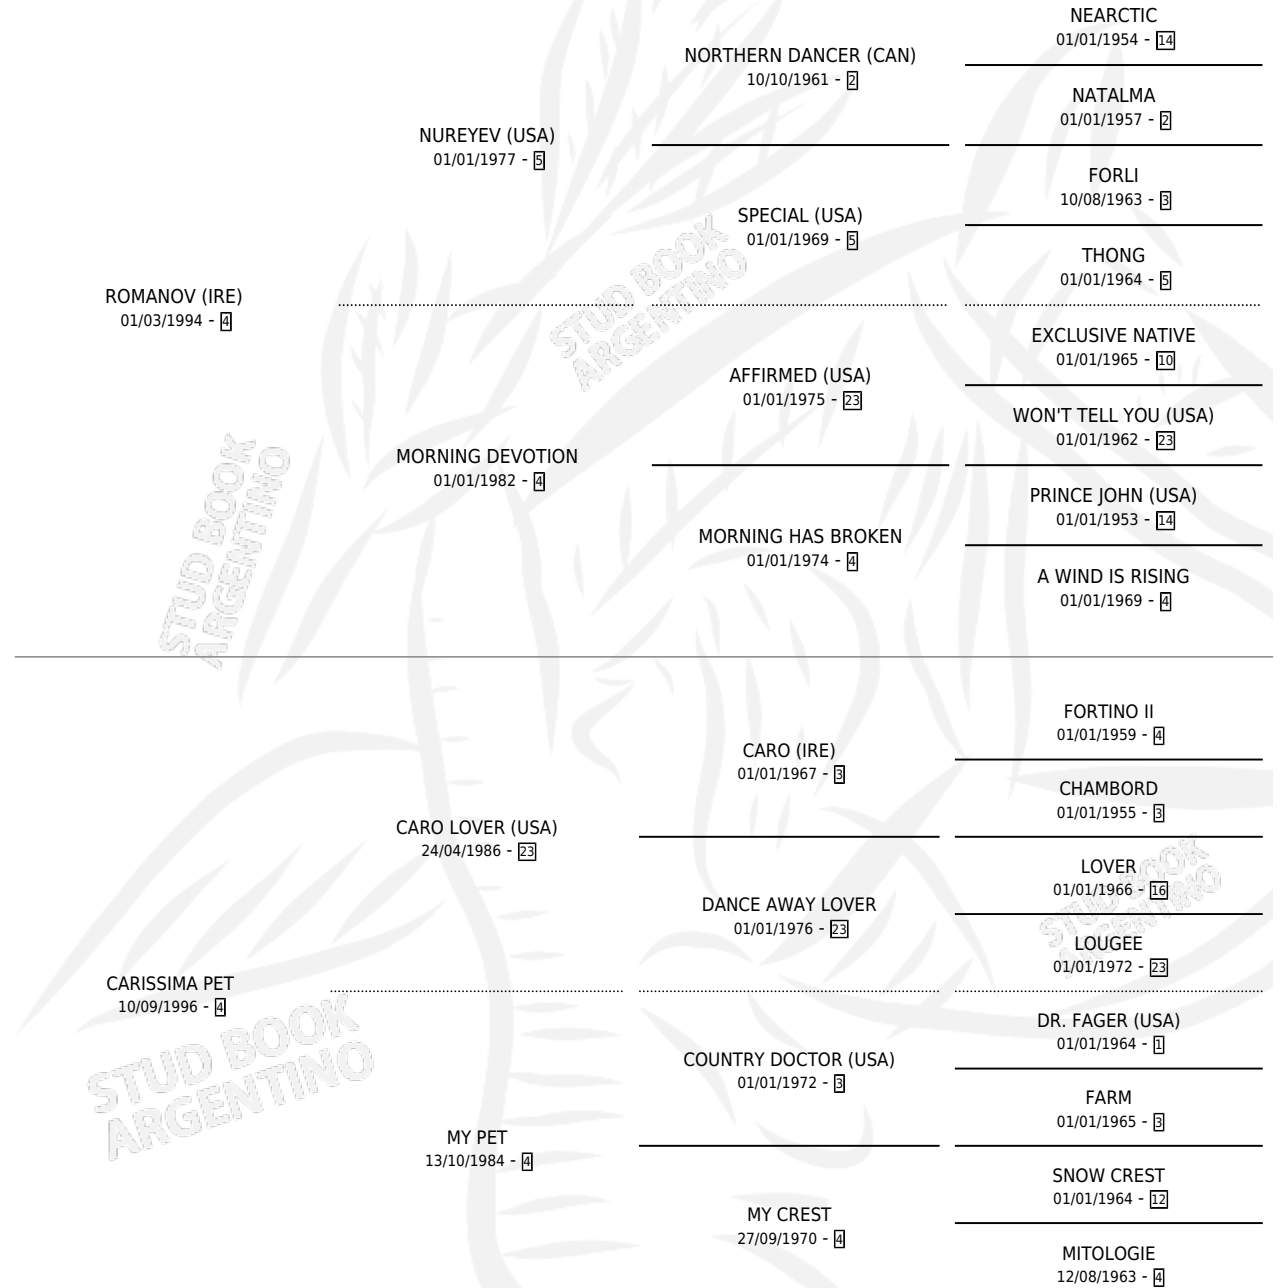 NEARCTIC
01/01/1954 - 14
NORTHERN DANCER (CAN)
10/10/1961 - 2
NATALMA
01/01/1957 - 2
NUREYEV (USA)
01/01/1977 - 5
FORLI
10/08/1963 - 3
SPECIAL (USA)
01/01/1969 - 5
THONG
01/01/1964 - 5
ROMANOV (IRE)
01/03/1994 - 4
EXCLUSIVE NATIVE
01/01/1965 - 10
AFFIRMED (USA)
01/01/1975 - 23
WON'T TELL YOU (USA)
01/01/1962 - 23
MORNING DEVOTION
01/01/1982 - 4
PRINCE JOHN (USA)
01/01/1953 - 14
MORNING HAS BROKEN
01/01/1974 - 4
A WIND IS RISING
01/01/1969 - 4
FORTINO II
01/01/1959 - 4
CARO (IRE)
01/01/1967 - 3
CHAMBORD
01/01/1955 - 3
CARO LOVER (USA)
24/04/1986 - 23
LOVER
01/01/1966 - 16
DANCE AWAY LOVER
01/01/1976 - 23
LOUGEE
01/01/1972 - 23
CARISSIMA PET
10/09/1996 - 4
DR. FAGER (USA)
01/01/1964 - 1
COUNTRY DOCTOR (USA)
01/01/1972 - 3
FARM
01/01/1965 - 3
MY PET
13/10/1984 - 4
SNOW CREST
01/01/1964 - 12
MY CREST
27/09/1970 - 4
MITOLOGIE
12/08/1963 - 4
STUD BOOK
ARGENTINO
STUD BOOK
ARGENTINO
STUD BOOK
ARGENTINO
STUD BOOK
ARGENTINO